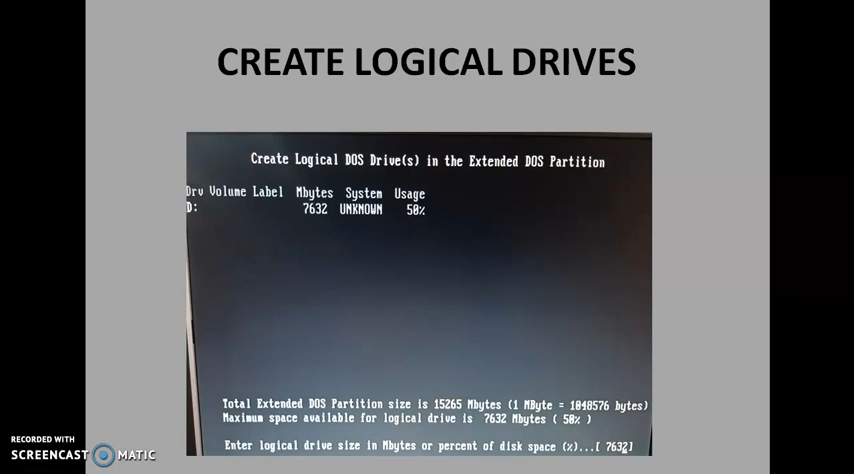 CREATE LOGICAL DRIVES
Create Logical DOS Drive(s) in the Extended DOS Partition
Drv Volume Label Mbytes System Usage
D: 7632 UNKNOWN 50%
Total Extended DOS Partition size is 15265 Mbytes (1 MByte = 1048576 bytes)
Maximum space available for logical drive is 7632 Mbytes ( 50% )
Enter logical drive size in Mbytes or percent of disk space (%)...[ 7632]
RECORDED WITH
SCREENCAST MATIC